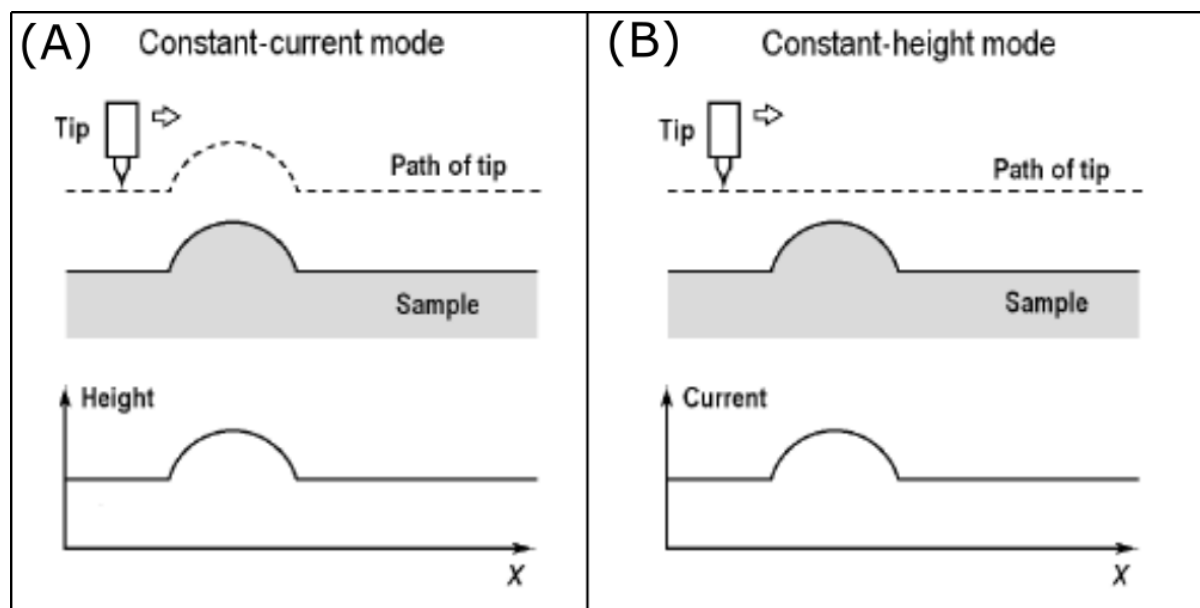 (A) Constant-current mode
Tip
Path of tip
Sample
Height
X
(B) Constant-height mode
Tip
Path of tip
Sample
Current
X